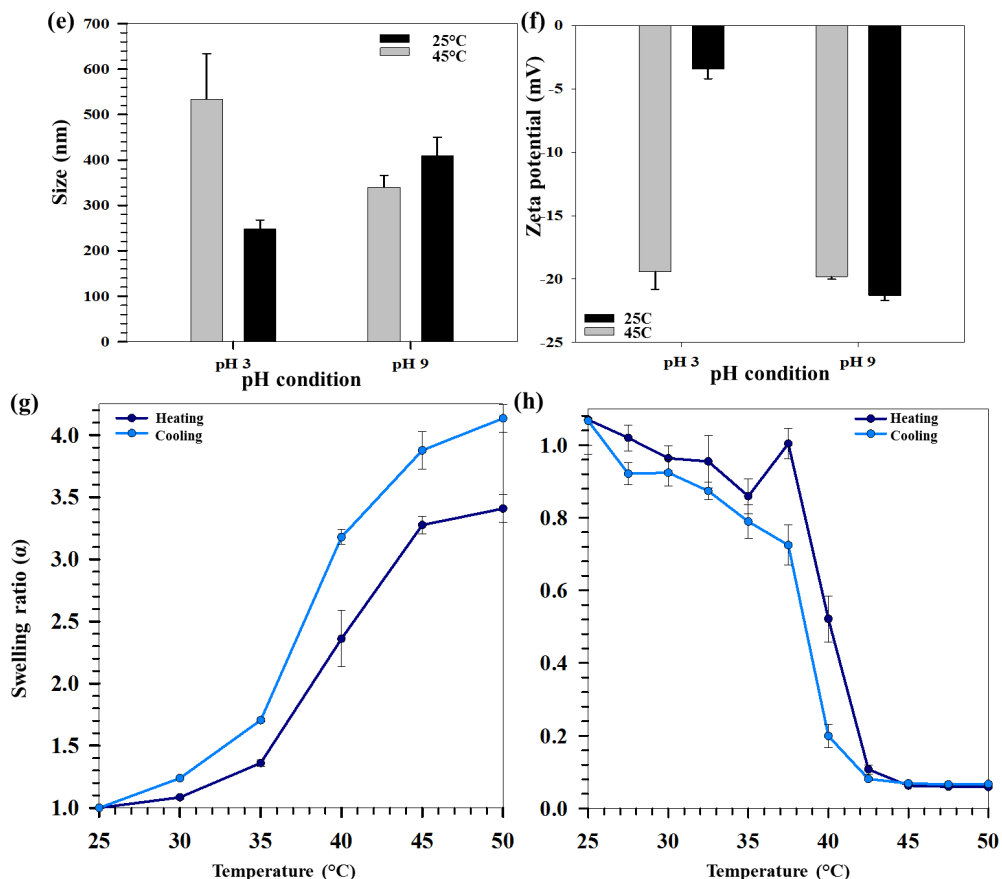 (e)
700
600
500
400
300
200
100
0
Size (nm)
25°C
45°C
pH 3
pH 9
pH condition
(f)
0
-5
-10
-15
-20
-25
Zeta potential (mV)
25C
45C
pH 3
pH 9
pH condition
(g)
Heating
Cooling
4.0
3.5
3.0
2.5
2.0
1.5
1.0
Swelling ratio (α)
25 30 35 40 45 50
Temperature (°C)
(h)
Heating
Cooling
1.0
0.8
0.6
0.4
0.2
0.0
25 30 35 40 45 50
Temperature (°C)